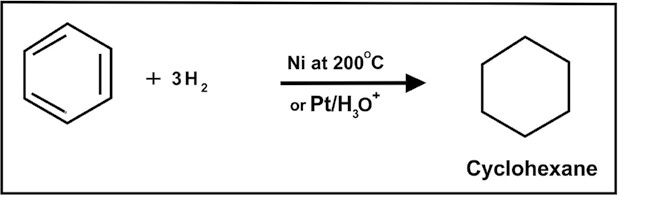 + 3H₂
Ni at 200°C
or Pt/H₃O⁺
Cyclohexane